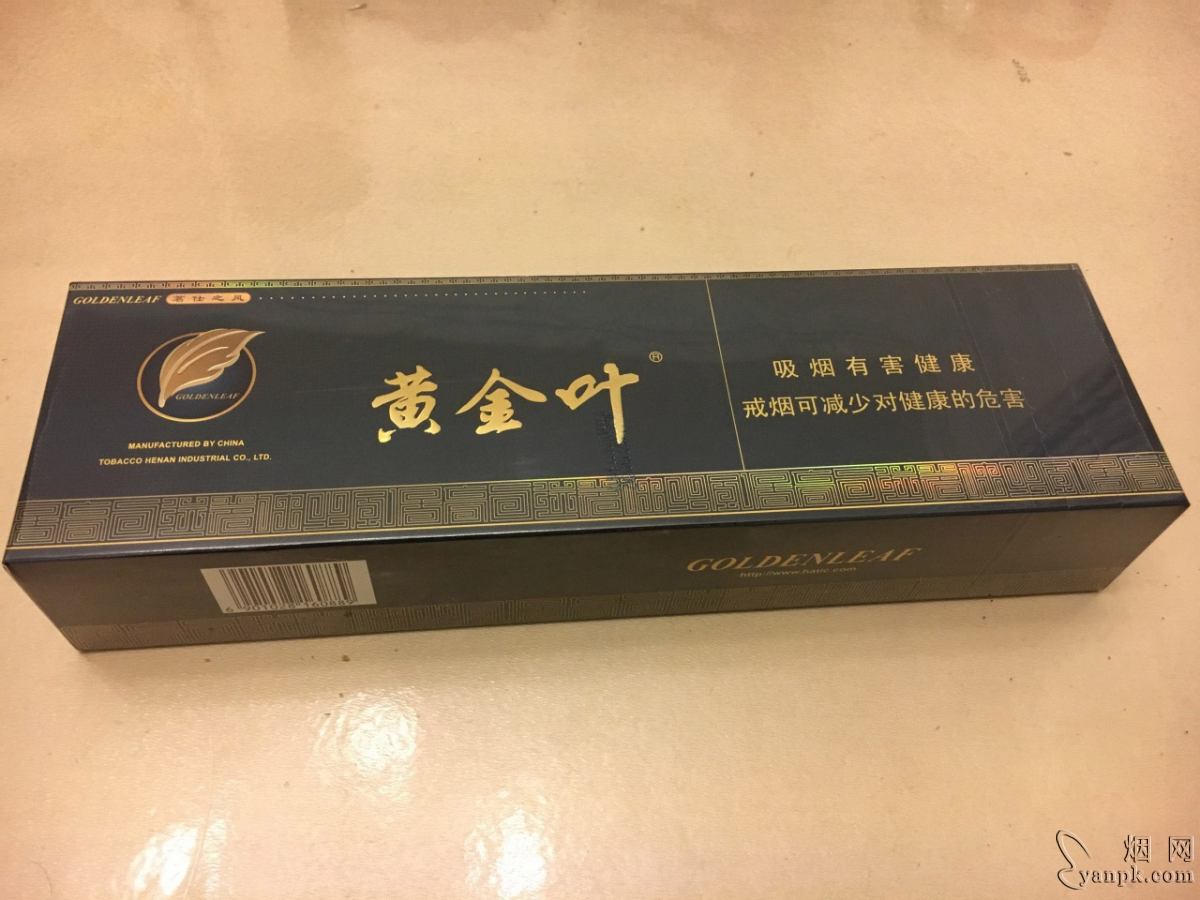 GOLDENLEAF 茗仕之风
GOLDENLEAF
MANUFACTURED BY CHINA
TOBACCO HENAN INDUSTRIAL CO., LTD.
黄金叶®
吸烟有害健康
戒烟可减少对健康的危害
GOLDENLEAF
http://www.hatic.com
烟网
yanpk.com